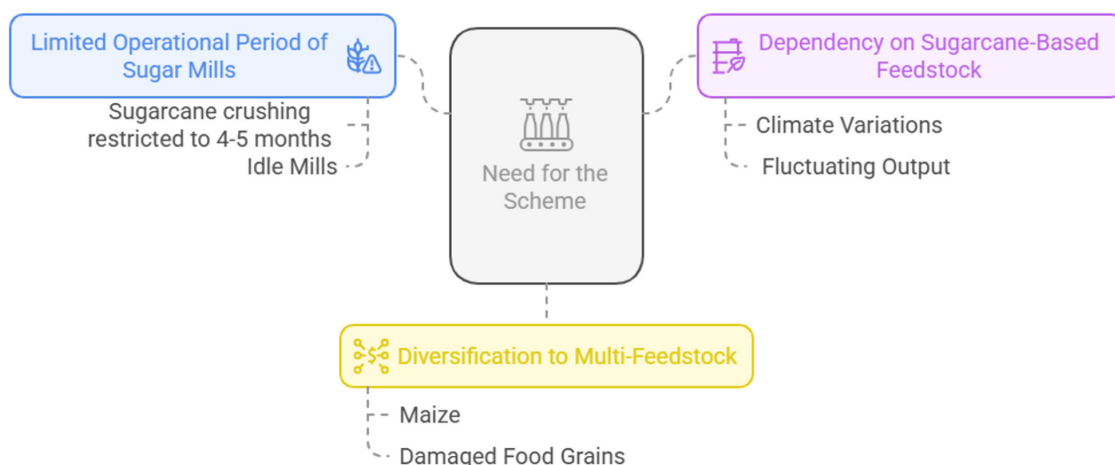 Limited Operational Period of
Sugar Mills
Sugarcane crushing
restricted to 4-5 months
Idle Mills
Need for the
Scheme
Dependency on Sugarcane-Based
Feedstock
Climate Variations
Fluctuating Output
Diversification to Multi-Feedstock
Maize
Damaged Food Grains